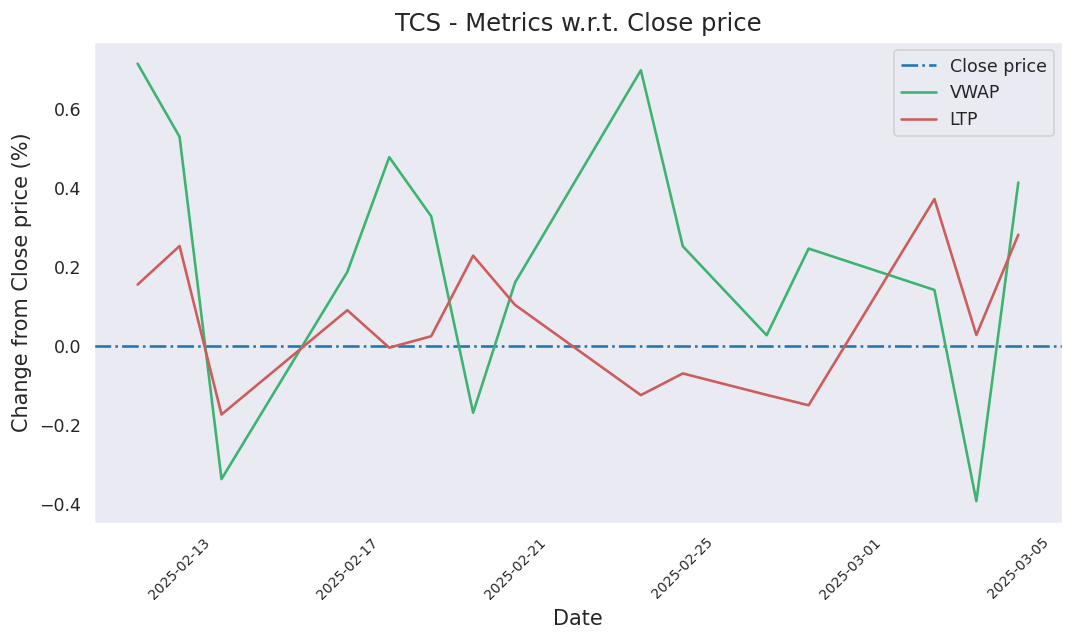 TCS - Metrics w.r.t. Close price
Close price
VWAP
LTP
Change from Close price (%)
0.6
0.4
0.2
0.0
−0.2
−0.4
2025-02-13
2025-02-17
2025-02-21
2025-02-25
2025-03-01
2025-03-05
Date